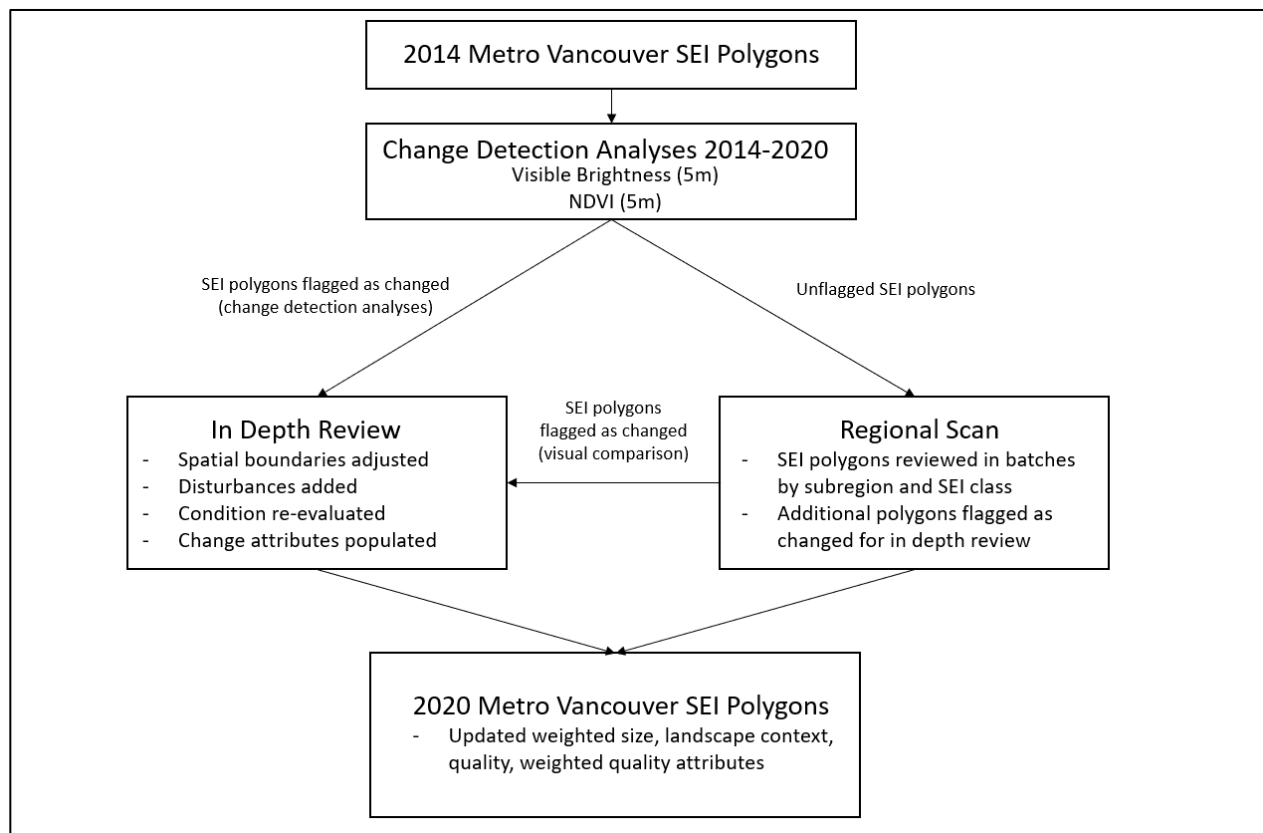 2014 Metro Vancouver SEI Polygons
Change Detection Analyses 2014-2020
Visible Brightness (5m)
NDVI (5m)
SEI polygons flagged as changed
(change detection analyses)
Unflagged SEI polygons
In Depth Review
- Spatial boundaries adjusted
- Disturbances added
- Condition re-evaluated
- Change attributes populated
SEI polygons
flagged as changed
(visual comparison)
Regional Scan
- SEI polygons reviewed in batches
by subregion and SEI class
- Additional polygons flagged as
changed for in depth review
2020 Metro Vancouver SEI Polygons
- Updated weighted size, landscape context,
quality, weighted quality attributes